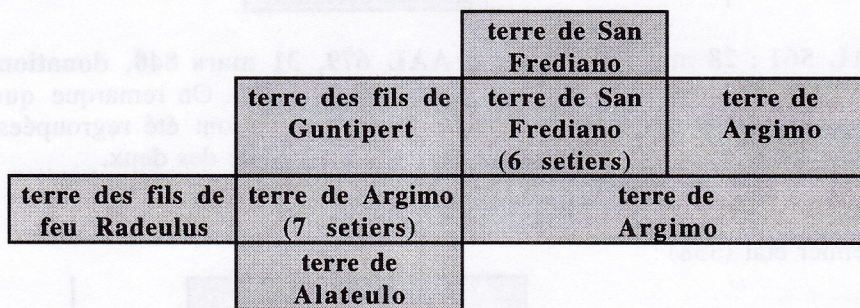 terre de San
Frediano
terre des fils de
Guntipert
terre de San
Frediano
(6 setiers)
terre de
Argimo
terre des fils de
feu Radeulus
terre de Argimo
(7 setiers)
terre de
Argimo
terre de
Alateulo